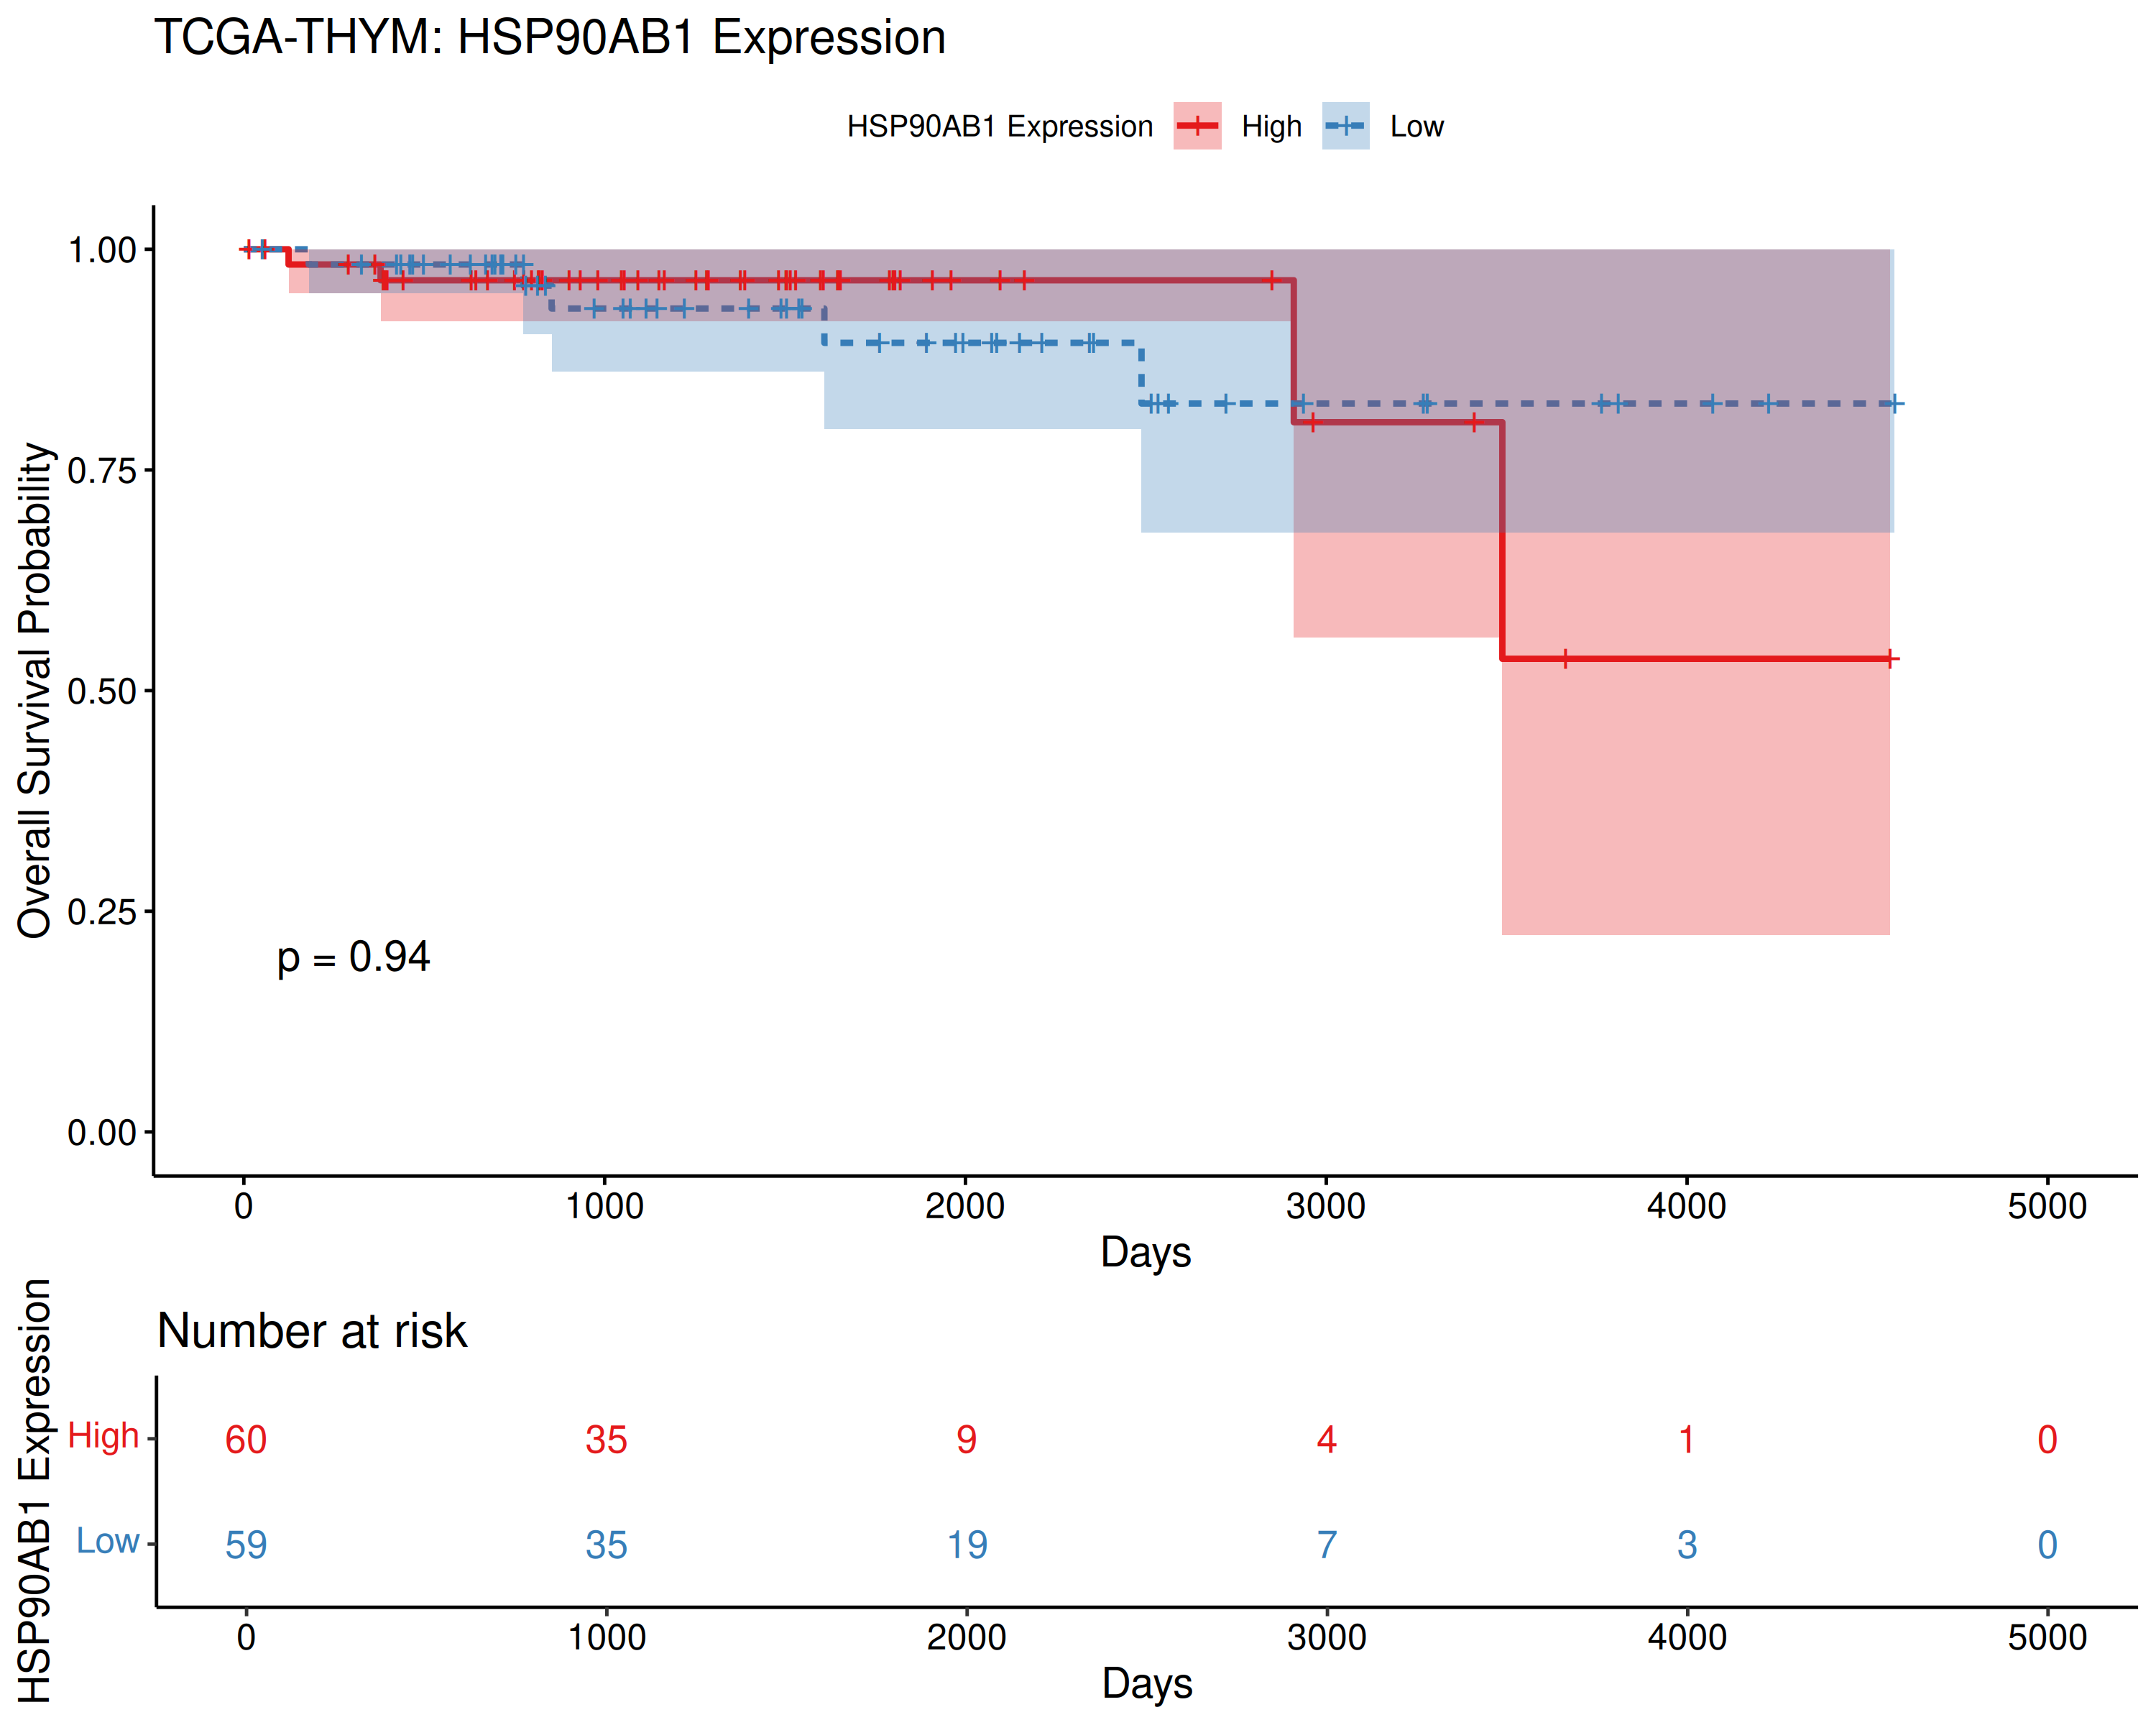 TCGA-THYM: HSP90AB1 Expression
HSP90AB1 Expression High Low
Overall Survival Probability
1.00
0.75
0.50
0.25
0.00
p = 0.94
0 1000 2000 3000 4000 5000
Days
Number at risk
HSP90AB1 Expression
High 60 35 9 4 1 0
Low 59 35 19 7 3 0
0 1000 2000 3000 4000 5000
Days